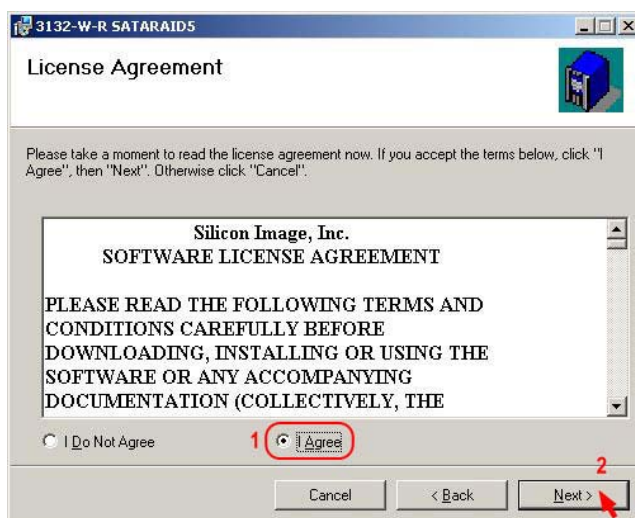 3132-W-R SATARAID5
License Agreement
Please take a moment to read the license agreement now. If you accept the terms below, click "I
Agree", then "Next". Otherwise click "Cancel".
Silicon Image, Inc.
SOFTWARE LICENSE AGREEMENT
PLEASE READ THE FOLLOWING TERMS AND
CONDITIONS CAREFULLY BEFORE
DOWNLOADING, INSTALLING OR USING THE
SOFTWARE OR ANY ACCOMPANYING
DOCUMENTATION (COLLECTIVELY, THE
I Do Not Agree 1 I Agree
2
Cancel < Back Next >